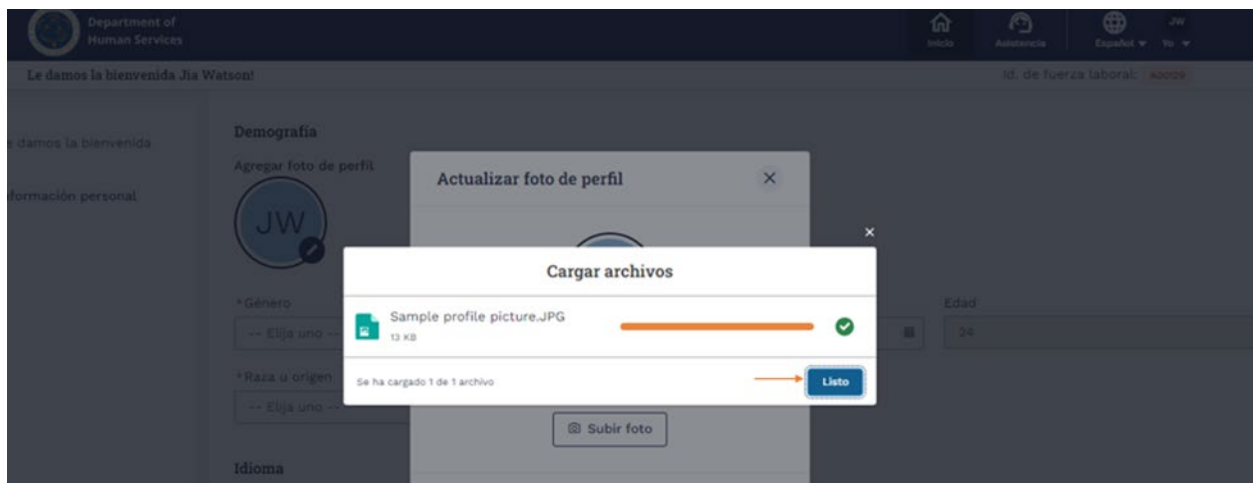 Department of
Human Services
Inicio
Asistencia
Español
JW
Yo
Le damos la bienvenida Jia Watson!
Id. de fuerza laboral:
e damos la bienvenida
formación personal
Demografía
Agregar foto de perfil
JW
Actualizar foto de perfil
Cargar archivos
Sample profile picture.JPG
13 KB
Se ha cargado 1 de 1 archivo
Listo
*Género
-- Elija uno --
Edad
24
*Raza u origen
-- Elija uno --
Subir foto
Idioma